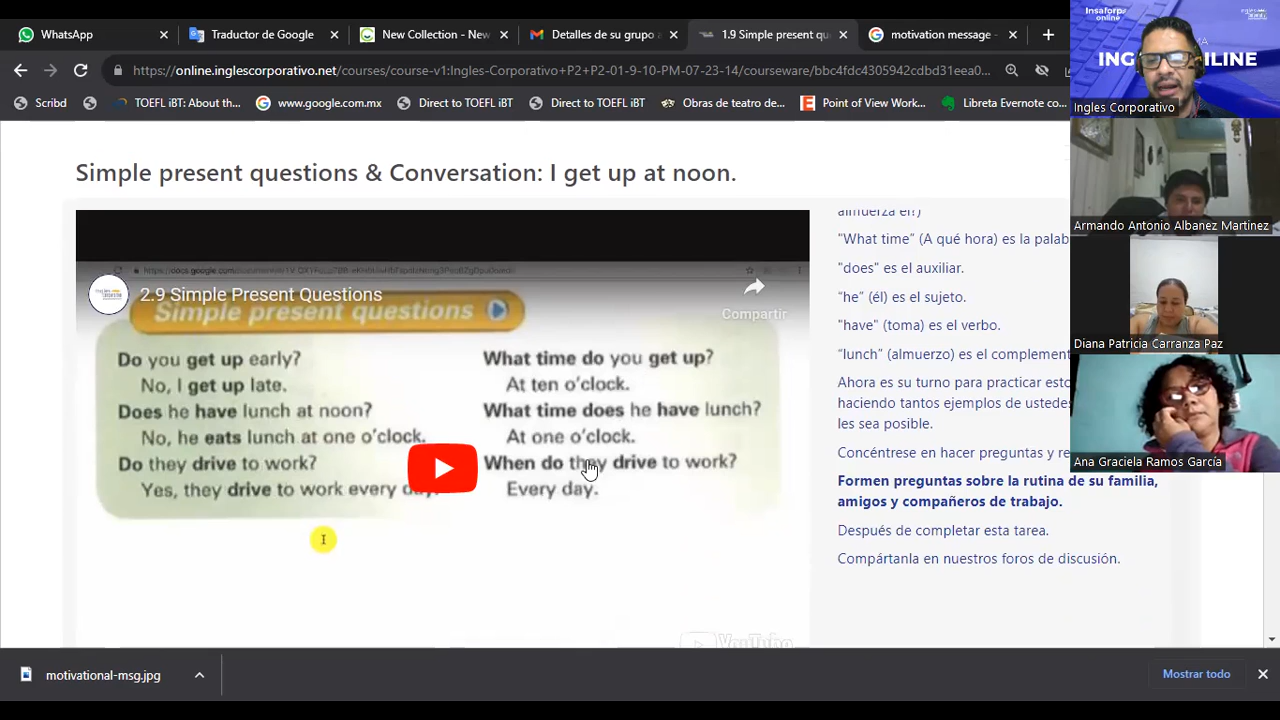 WhatsApp
Traductor de Google
New Collection - New
Detalles de su grupo
1.9 Simple present qu
motivation message -
https://online.inglescorporativo.net/courses/course-v1:Ingles-Corporativo+P2+P2-01-9-10-PM-07-23-14/courseware/bbc4fdc4305942cdbd31eea0...
Scribd
TOEFL iBT: About th...
www.google.com.mx
Direct to TOEFL iBT
Direct to TOEFL iBT
Obras de teatro de...
Point of View Work...
Libreta Evernote co...
Insaforp
online
ING
LINE
Ingles Corporativo
Armando Antonio Albanez Martinez
Diana Patricia Carranza Paz
Ana Graciela Ramos García
Simple present questions & Conversation: I get up at noon.
2.9 Simple Present Questions
Compartir
Simple present questions
Do you get up early?
No, I get up late.
Does he have lunch at noon?
No, he eats lunch at one o'clock.
Do they drive to work?
Yes, they drive to work every day.
What time do you get up?
At ten o'clock.
What time does he have lunch?
At one o'clock.
When do they drive to work?
Every day.
YouTube
almuerza él?)
"What time" (A qué hora) es la palab
"does" es el auxiliar.
"he" (él) es el sujeto.
"have" (toma) es el verbo.
"lunch" (almuerzo) es el complement
Ahora es su turno para practicar esto
haciendo tantos ejemplos de ustedes
les sea posible.
Concéntrese en hacer preguntas y re
Formen preguntas sobre la rutina de su familia,
amigos y compañeros de trabajo.
Después de completar esta tarea.
Compártanla en nuestros foros de discusión.
motivational-msg.jpg
Mostrar todo